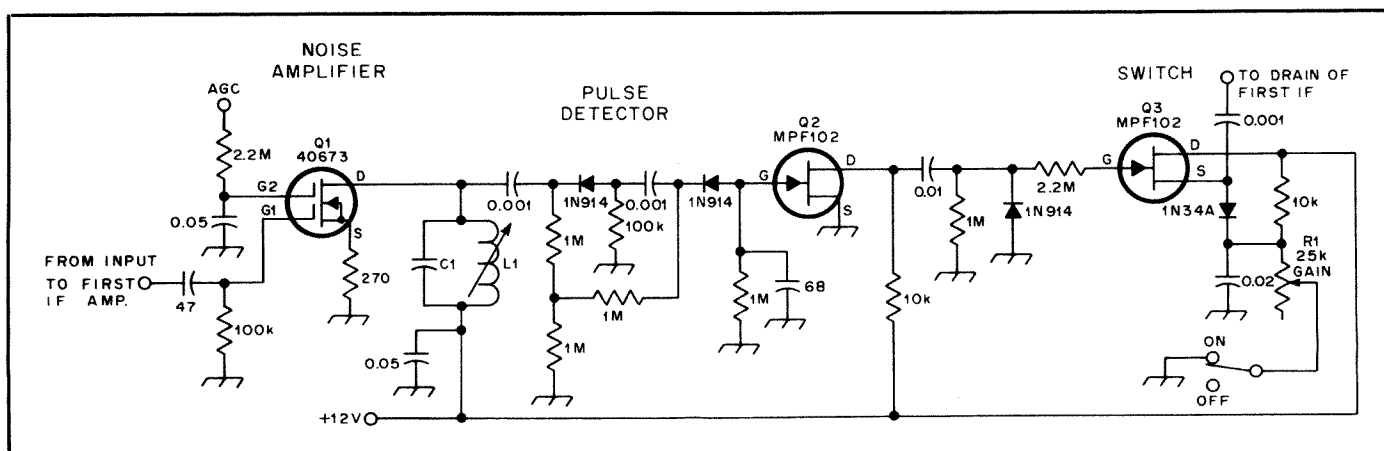 NOISE
AMPLIFIER
AGC
2.2M
Q1
40673
G2
G1
D
S
0.05
270
FROM INPUT
TO FIRST
IF AMP.
47
100k
C1
L1
0.05
+12V
PULSE
DETECTOR
0.001
1N914
0.001
1N914
1M
100k
1M
1M
Q2
MPF102
G
D
S
1M
68
10k
0.01
1M
1N914
2.2M
SWITCH
Q3
MPF102
G
D
S
TO DRAIN OF
FIRST IF
0.001
1N34A
10k
R1
25k
GAIN
0.02
ON
OFF